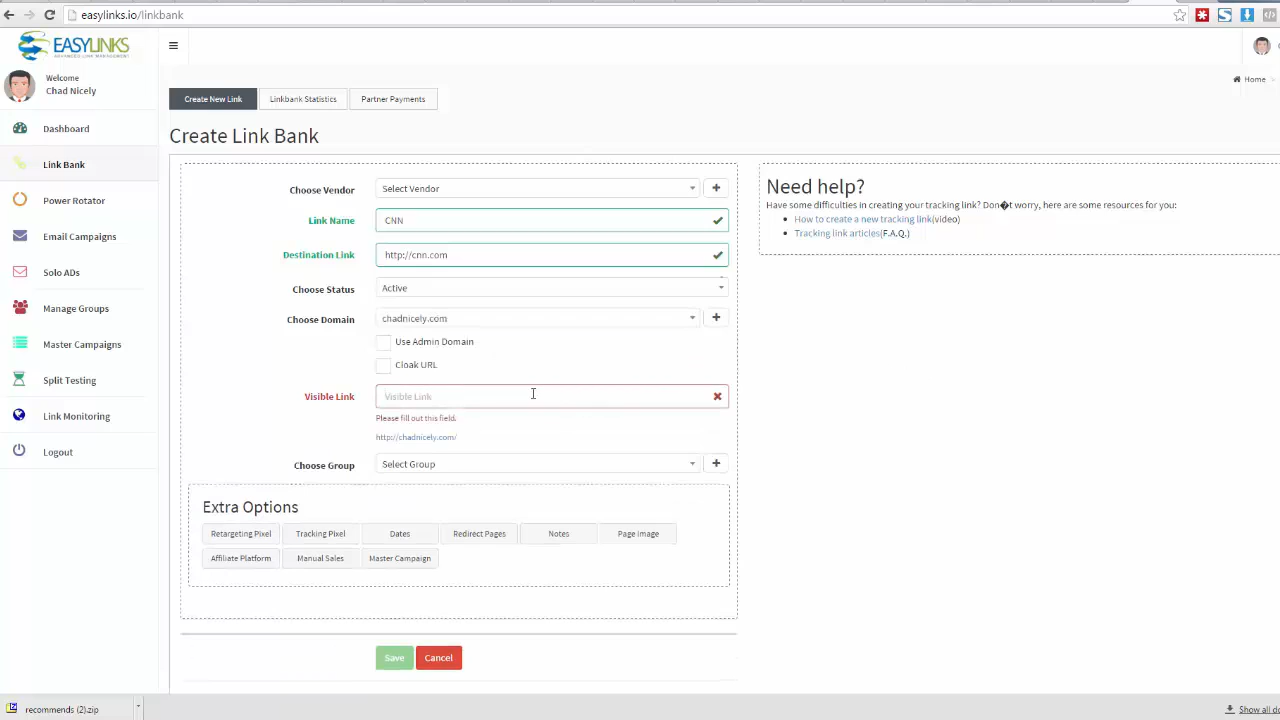 easylinks.io/linkbank
EASYLINKS
ADVANCED LINK MANAGEMENT
Welcome
Chad Nicely
Dashboard
Link Bank
Power Rotator
Email Campaigns
Solo ADs
Manage Groups
Master Campaigns
Split Testing
Link Monitoring
Logout
Home >
Create New Link
Linkbank Statistics
Partner Payments
Create Link Bank
Choose Vendor
Select Vendor
Link Name
CNN
Destination Link
http://cnn.com
Choose Status
Active
Choose Domain
chadnicely.com
Use Admin Domain
Cloak URL
Visible Link
Visible Link
Please fill out this field.
http://chadnicely.com/
Choose Group
Select Group
Extra Options
Retargeting Pixel
Tracking Pixel
Dates
Redirect Pages
Notes
Page Image
Affiliate Platform
Manual Sales
Master Campaign
Save
Cancel
Need help?
Have some difficulties in creating your tracking link? Don�t worry, here are some resources for you:
How to create a new tracking link(video)
Tracking link articles(F.A.Q.)
recommends (2).zip
Show all do